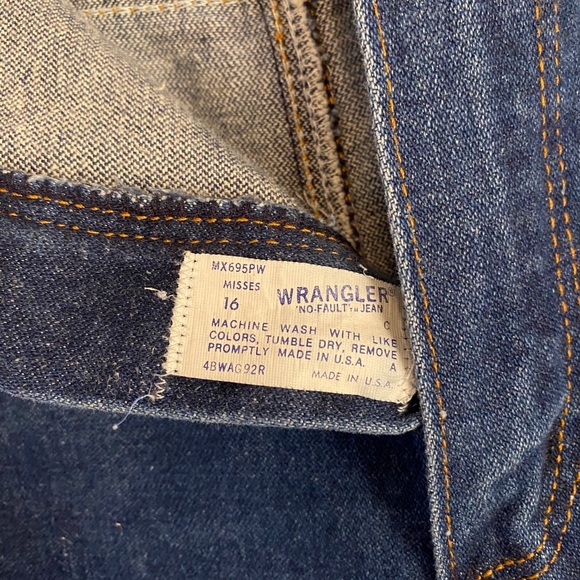 MX695PW
MISSES
16
WRANGLER®
'NO-FAULT'™ JEAN
C
MACHINE WASH WITH LIKE
COLORS, TUMBLE DRY, REMOVE
PROMPTLY MADE IN U.S.A. A
4BWAG92R MADE IN U.S.A.